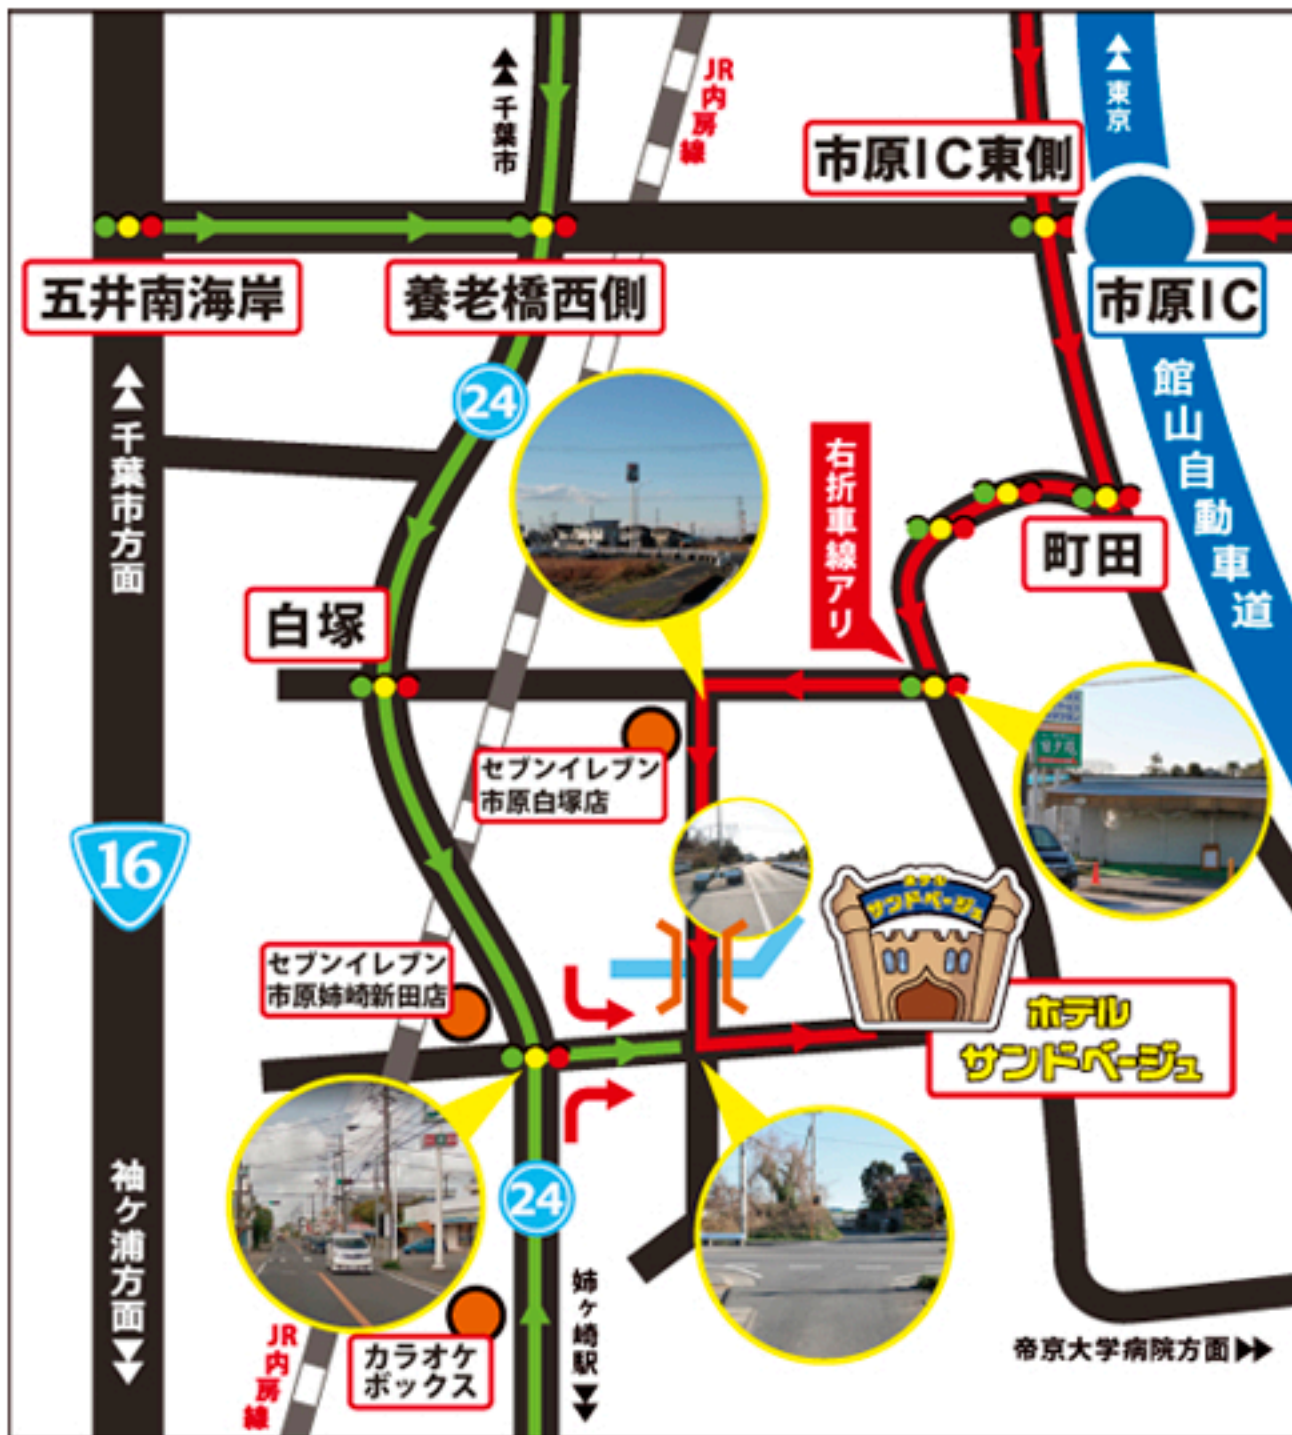 JR内房線
千葉市
東京
市原IC東側
五井南海岸
養老橋西側
市原IC
24
館山自動車道
千葉市方面
右折車線アリ
町田
白塚
セブンイレブン
市原白塚店
16
ホテル
サンドベージュ
セブンイレブン
市原姉崎新田店
ホテル
サンドベージュ
24
袖ケ浦方面
姉ヶ崎駅
JR内房線
カラオケ
ボックス
帝京大学病院方面